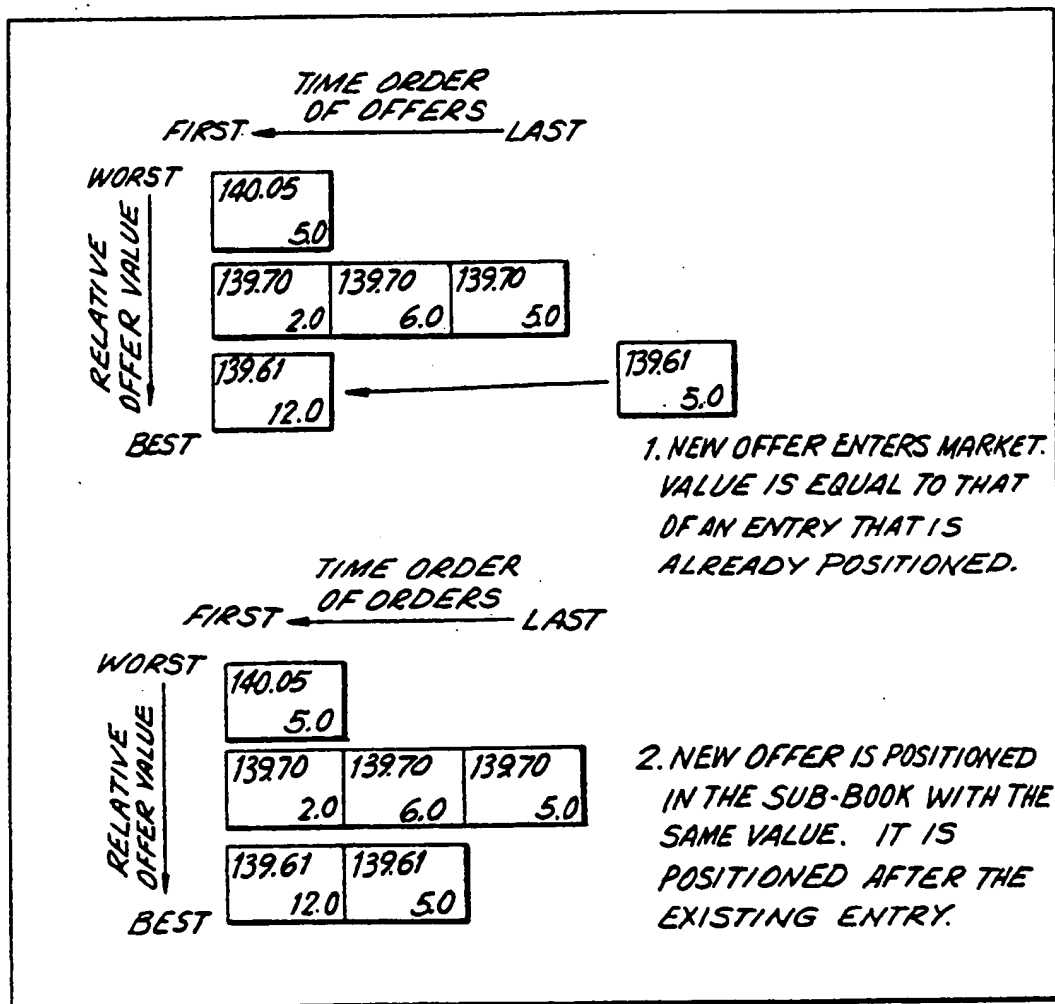 TIME ORDER
OF OFFERS
FIRST LAST
WORST
RELATIVE
OFFER VALUE
BEST
140.05
5.0
139.70 139.70 139.70
2.0 6.0 5.0
139.61 139.61
12.0 5.0
1. NEW OFFER ENTERS MARKET.
VALUE IS EQUAL TO THAT
OF AN ENTRY THAT IS
ALREADY POSITIONED.
TIME ORDER
OF ORDERS
FIRST LAST
WORST
RELATIVE
OFFER VALUE
BEST
140.05
5.0
139.70 139.70 139.70
2.0 6.0 5.0
139.61 139.61
12.0 5.0
2. NEW OFFER IS POSITIONED
IN THE SUB-BOOK WITH THE
SAME VALUE. IT IS
POSITIONED AFTER THE
EXISTING ENTRY.